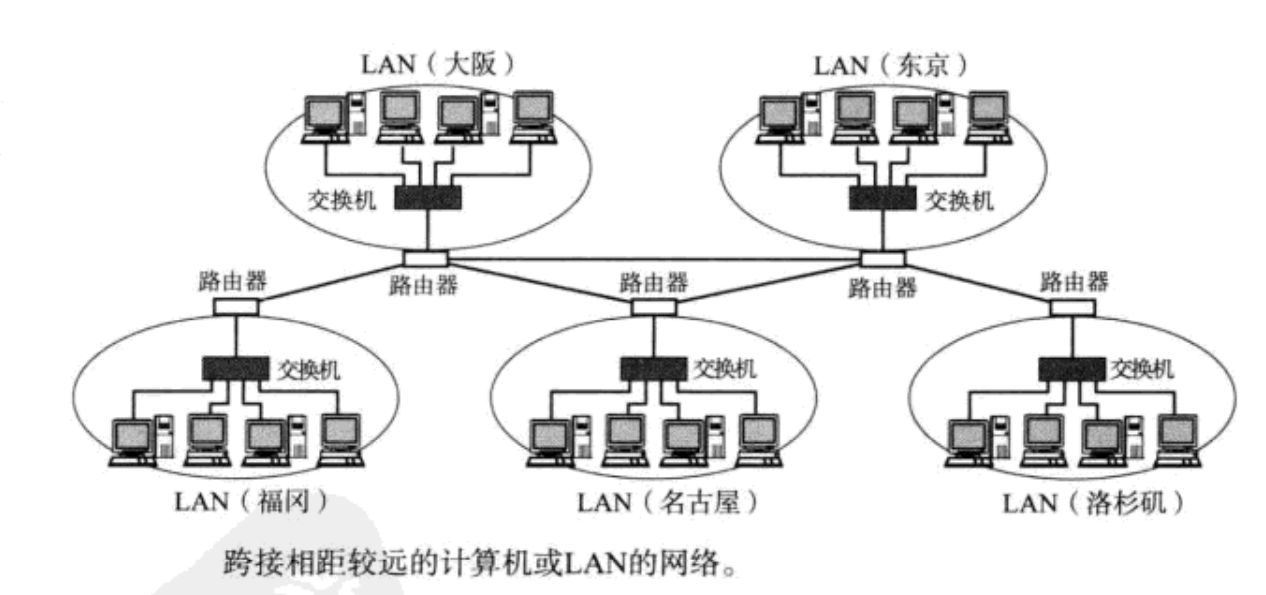 LAN（大阪）
LAN（东京）
交换机
交换机
路由器
路由器
路由器
路由器
路由器
交换机
交换机
交换机
LAN（福冈）
LAN（名古屋）
LAN（洛杉矶）
跨接相距较远的计算机或LAN的网络。